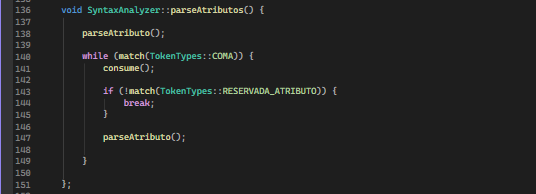 136 void SyntaxAnalyzer::parseAtributos() {
137
138 parseAtributo();
139
140 while (match(TokenTypes::COMA)) {
141 consume();
142
143 if (!match(TokenTypes::RESERVADA_ATRIBUTO)) {
144 break;
145 }
146
147 parseAtributo();
148
149 }
150
151 };